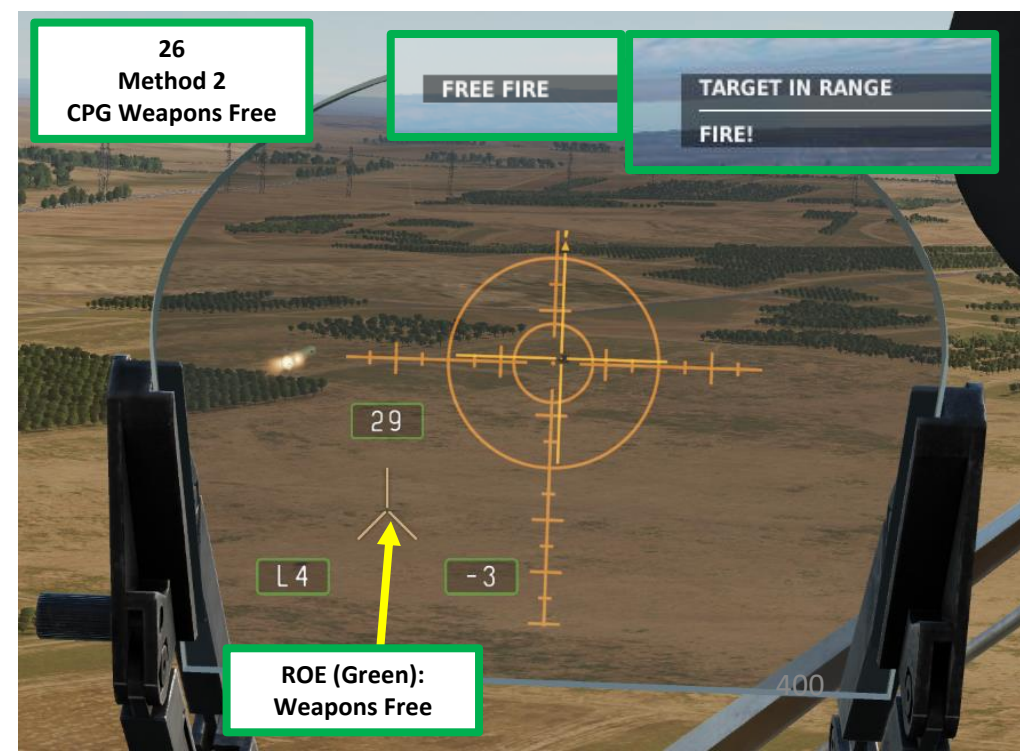 26
Method 2
CPG Weapons Free
FREE FIRE
TARGET IN RANGE
FIRE!
29
L4
-3
ROE (Green):
Weapons Free
400